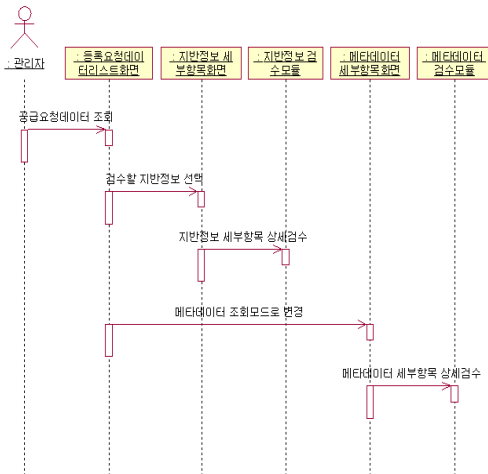 : 관리자
: 등록요청데이
터리스트화면
: 지반정보 세
부항목화면
: 지반정보 검
수모듈
: 메타데이터
세부항목화면
: 메타데이터
검수모듈
공급요청데이터 조회
검수할 지반정보 선택
지반정보 세부항목 상세검수
메타데이터 조회모드로 변경
메타데이터 세부항목 상세검수